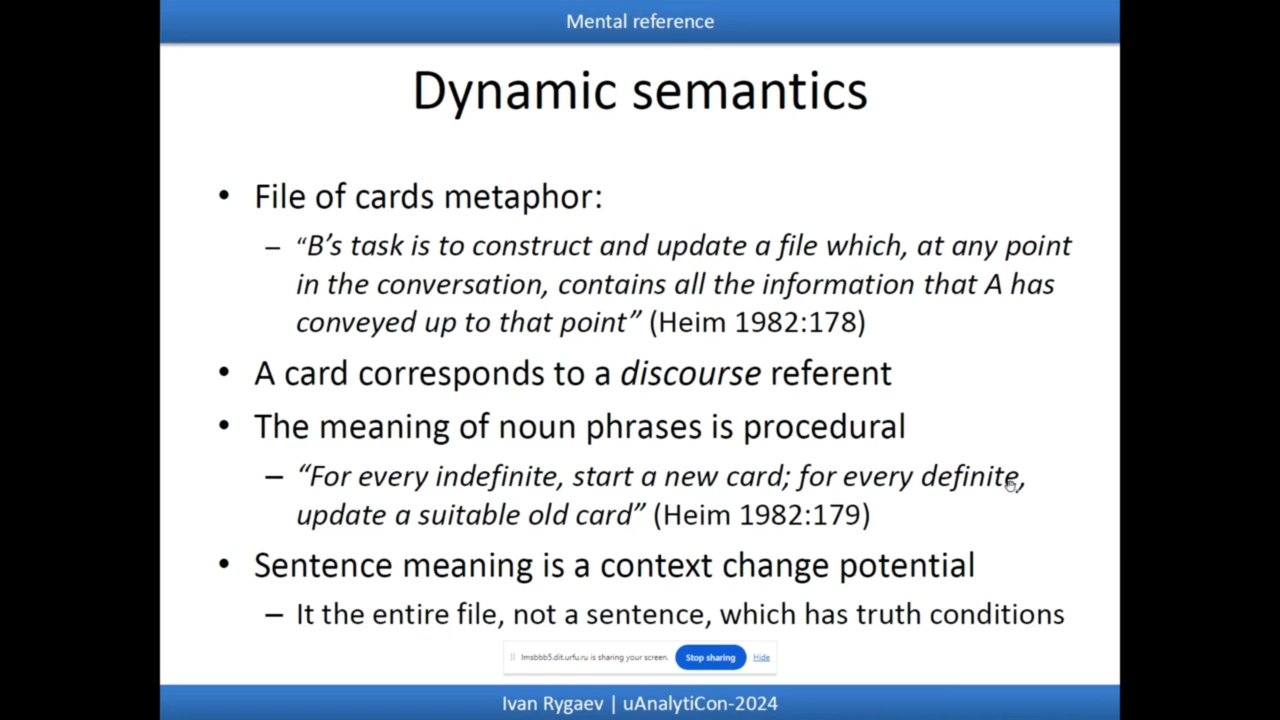 Mental reference
Dynamic semantics
• File of cards metaphor:
– “B’s task is to construct and update a file which, at any point
in the conversation, contains all the information that A has
conveyed up to that point” (Heim 1982:178)
• A card corresponds to a discourse referent
• The meaning of noun phrases is procedural
– “For every indefinite, start a new card; for every definite,
update a suitable old card” (Heim 1982:179)
• Sentence meaning is a context change potential
– It the entire file, not a sentence, which has truth conditions
lmsbbb5.dit.urfu.ru is sharing your screen. Stop sharing Hide
Ivan Rygaev | uAnalytiCon-2024